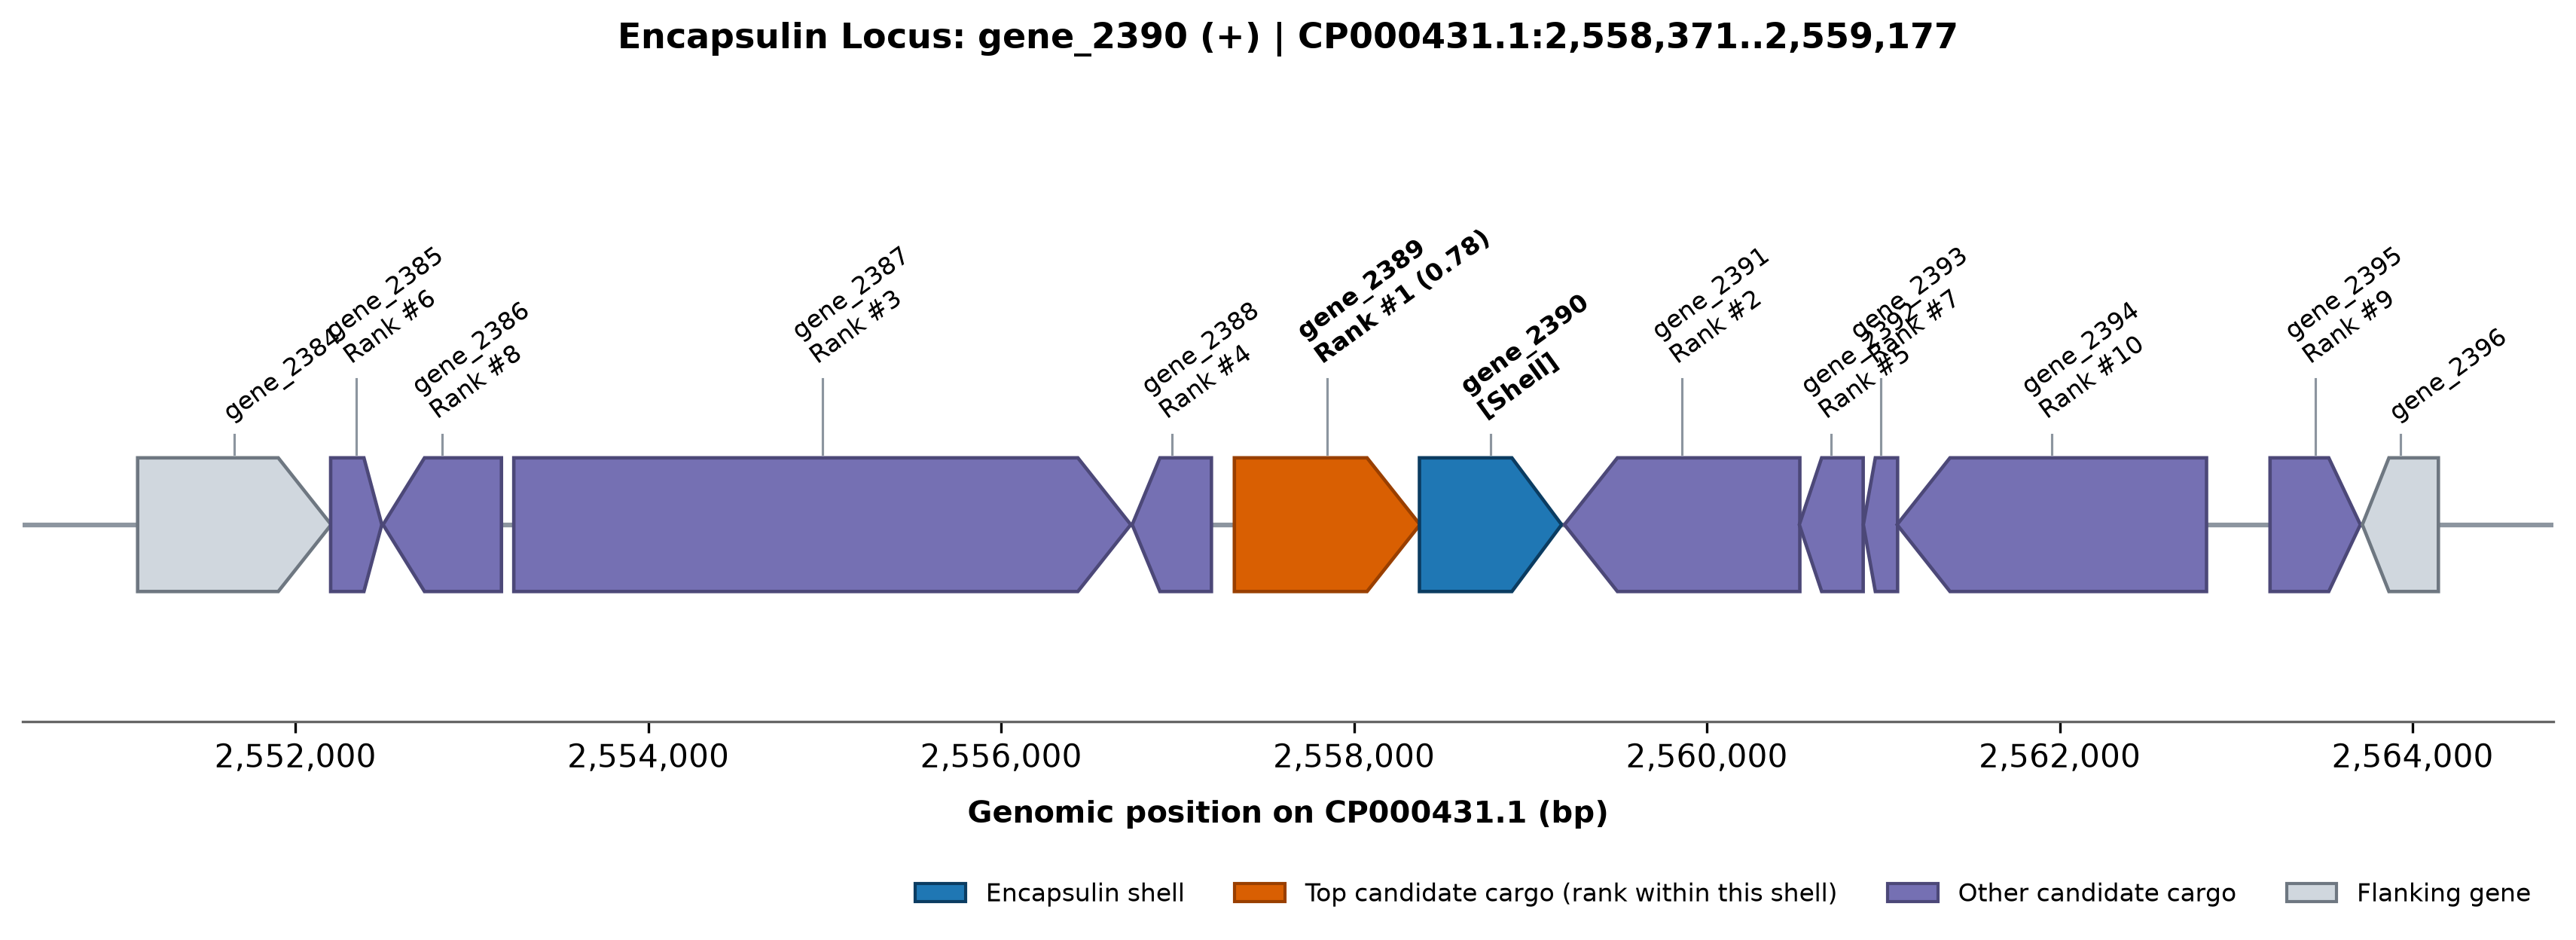 Encapsulin Locus: gene_2390 (+) | CP000431.1:2,558,371..2,559,177
gene_2384
gene_2385
Rank #6
gene_2386
Rank #8
gene_2387
Rank #3
gene_2388
Rank #4
gene_2389
Rank #1 (0.78)
gene_2390
[Shell]
gene_2391
Rank #2
gene_2392
Rank #5
gene_2393
Rank #7
gene_2394
Rank #10
gene_2395
Rank #9
gene_2396
2,552,000
2,554,000
2,556,000
2,558,000
2,560,000
2,562,000
2,564,000
Genomic position on CP000431.1 (bp)
Encapsulin shell
Top candidate cargo (rank within this shell)
Other candidate cargo
Flanking gene